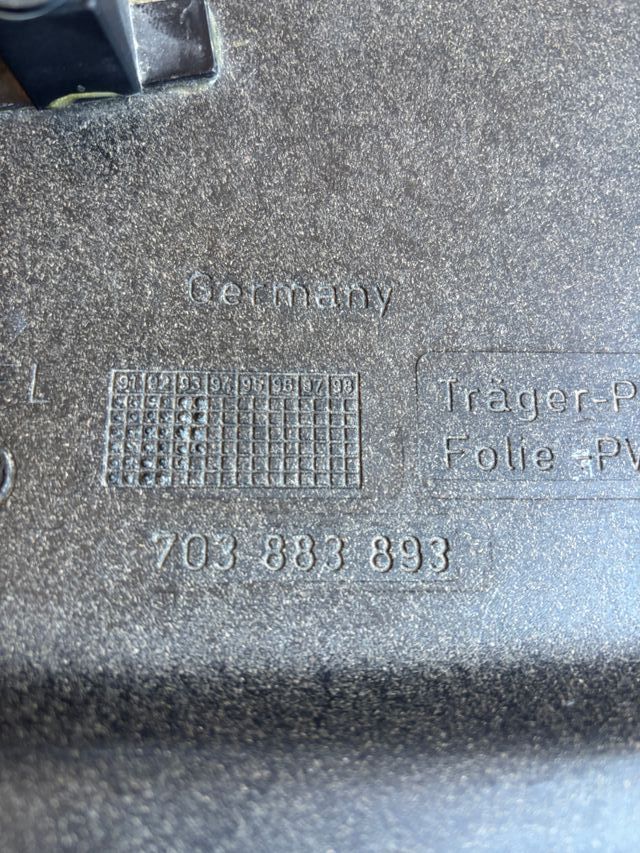 Germany
L
91 92 93 94 95 96 97 98
Träger-P
Folie -PV
703 883 893